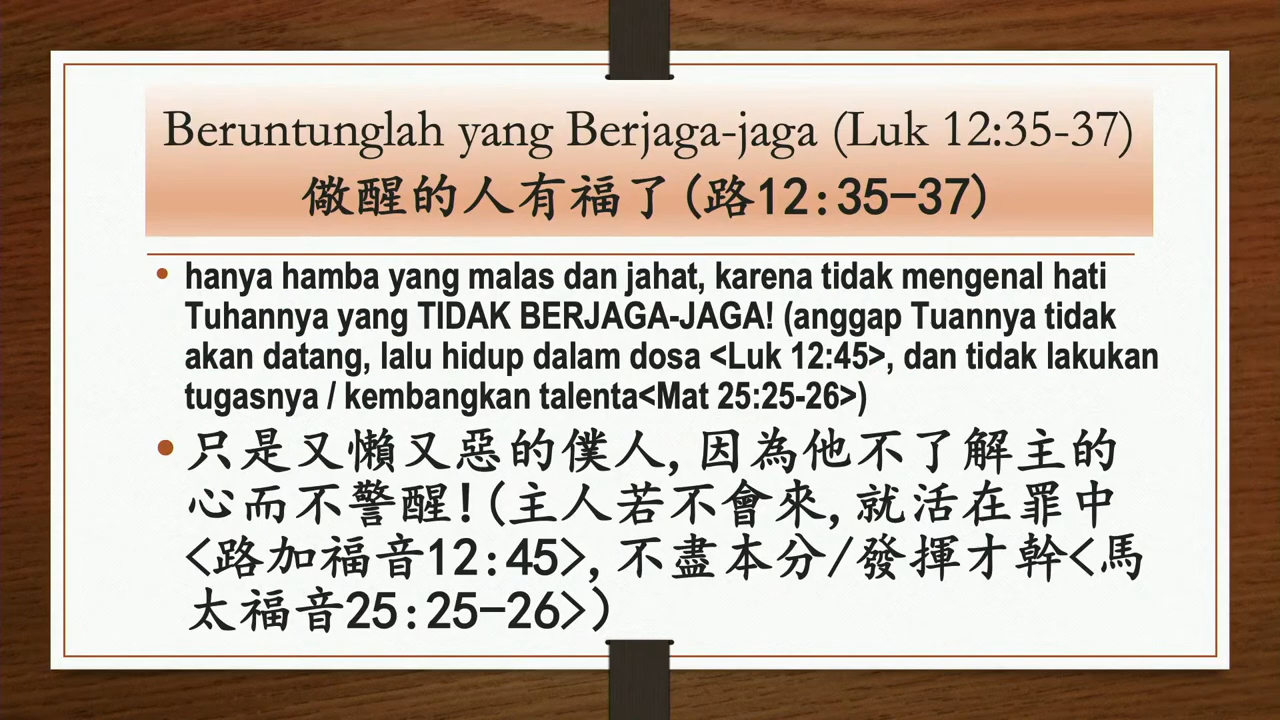 Beruntunglah yang Berjaga-jaga (Luk 12:35-37)
儆醒的人有福了(路12:35-37)
• hanya hamba yang malas dan jahat, karena tidak mengenal hati
Tuhannya yang TIDAK BERJAGA-JAGA! (anggap Tuannya tidak
akan datang, lalu hidup dalam dosa <Luk 12:45>, dan tidak lakukan
tugasnya / kembangkan talenta<Mat 25:25-26>)
• 只是又懶又惡的僕人,因為他不了解主的
心而不警醒!(主人若不會來,就活在罪中
<路加福音12:45>,不盡本分/發揮才幹<馬
太福音25:25-26>)